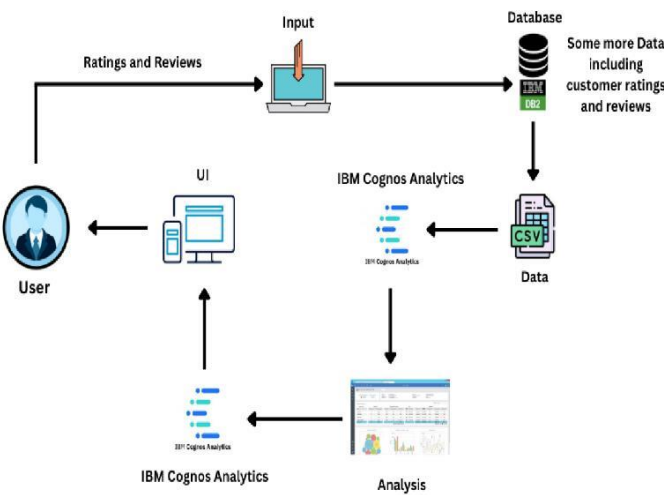 Input
Database
Ratings and Reviews
Some more Data
including
customer ratings
and reviews
IBM
DB2
UI
IBM Cognos Analytics
IBM Cognos Analytics
CSV
User
Data
IBM Cognos Analytics
IBM Cognos Analytics
Analysis